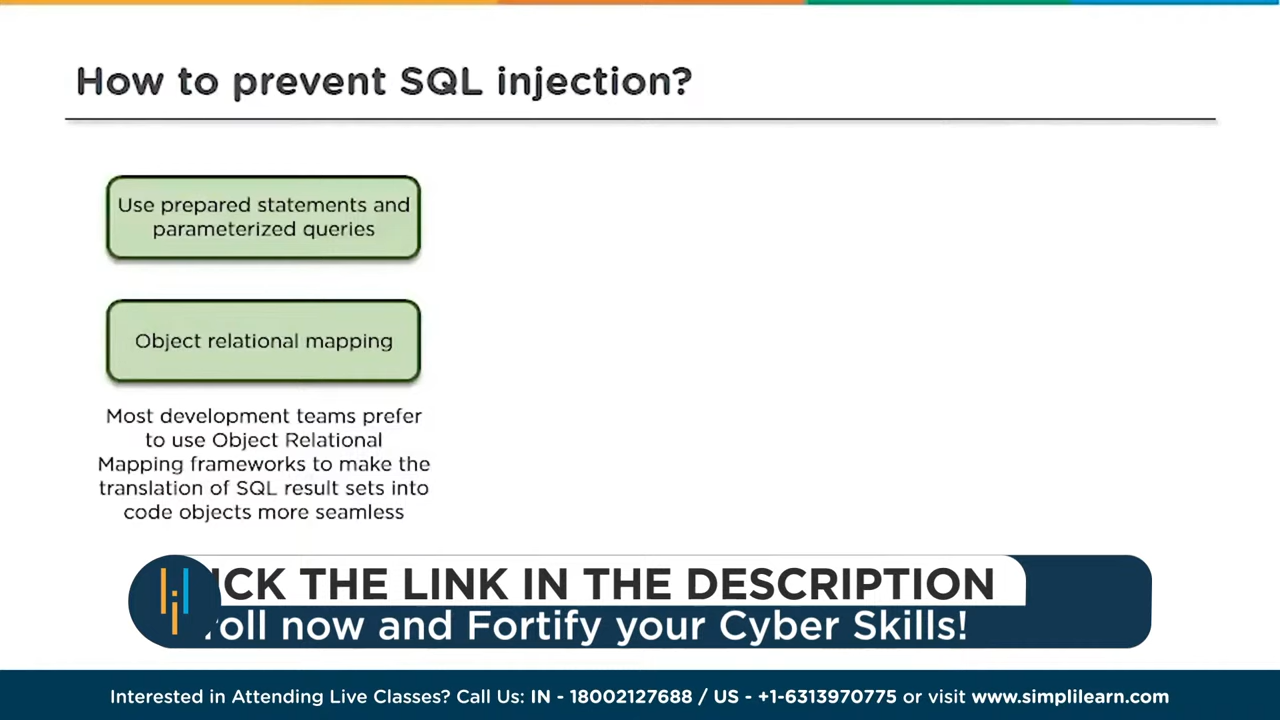 How to prevent SQL injection?
Use prepared statements and
parameterized queries
Object relational mapping
Most development teams prefer
to use Object Relational
Mapping frameworks to make the
translation of SQL result sets into
code objects more seamless
ICK THE LINK IN THE DESCRIPTION
roll now and Fortify your Cyber Skills!
Interested in Attending Live Classes? Call Us: IN - 18002127688 / US - +1-6313970775 or visit www.simplilearn.com